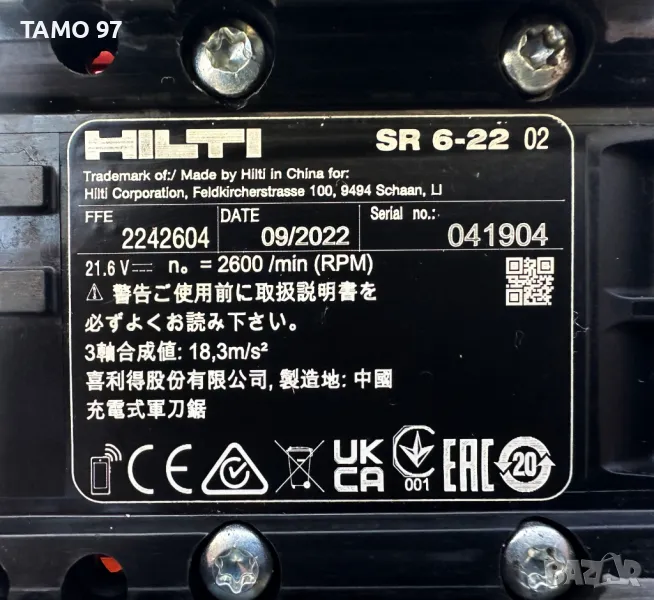 TAMO 97
HILTI SR 6-22 02
Trademark of:/ Made by Hilti in China for:
Hilti Corporation, Feldkircherstrasse 100, 9494 Schaan, LI
FFE DATE Serial no.:
2242604 09/2022 041904
21.6 V n₀ = 2600 /min (RPM)
警告ご使用前に取扱説明書を
必ずよくお読み下さい。
3軸合成値: 18,3m/s²
喜利得股份有限公司, 製造地: 中國
充電式軍刀鋸
CE UK CA 001 EAC 20
BAZAR